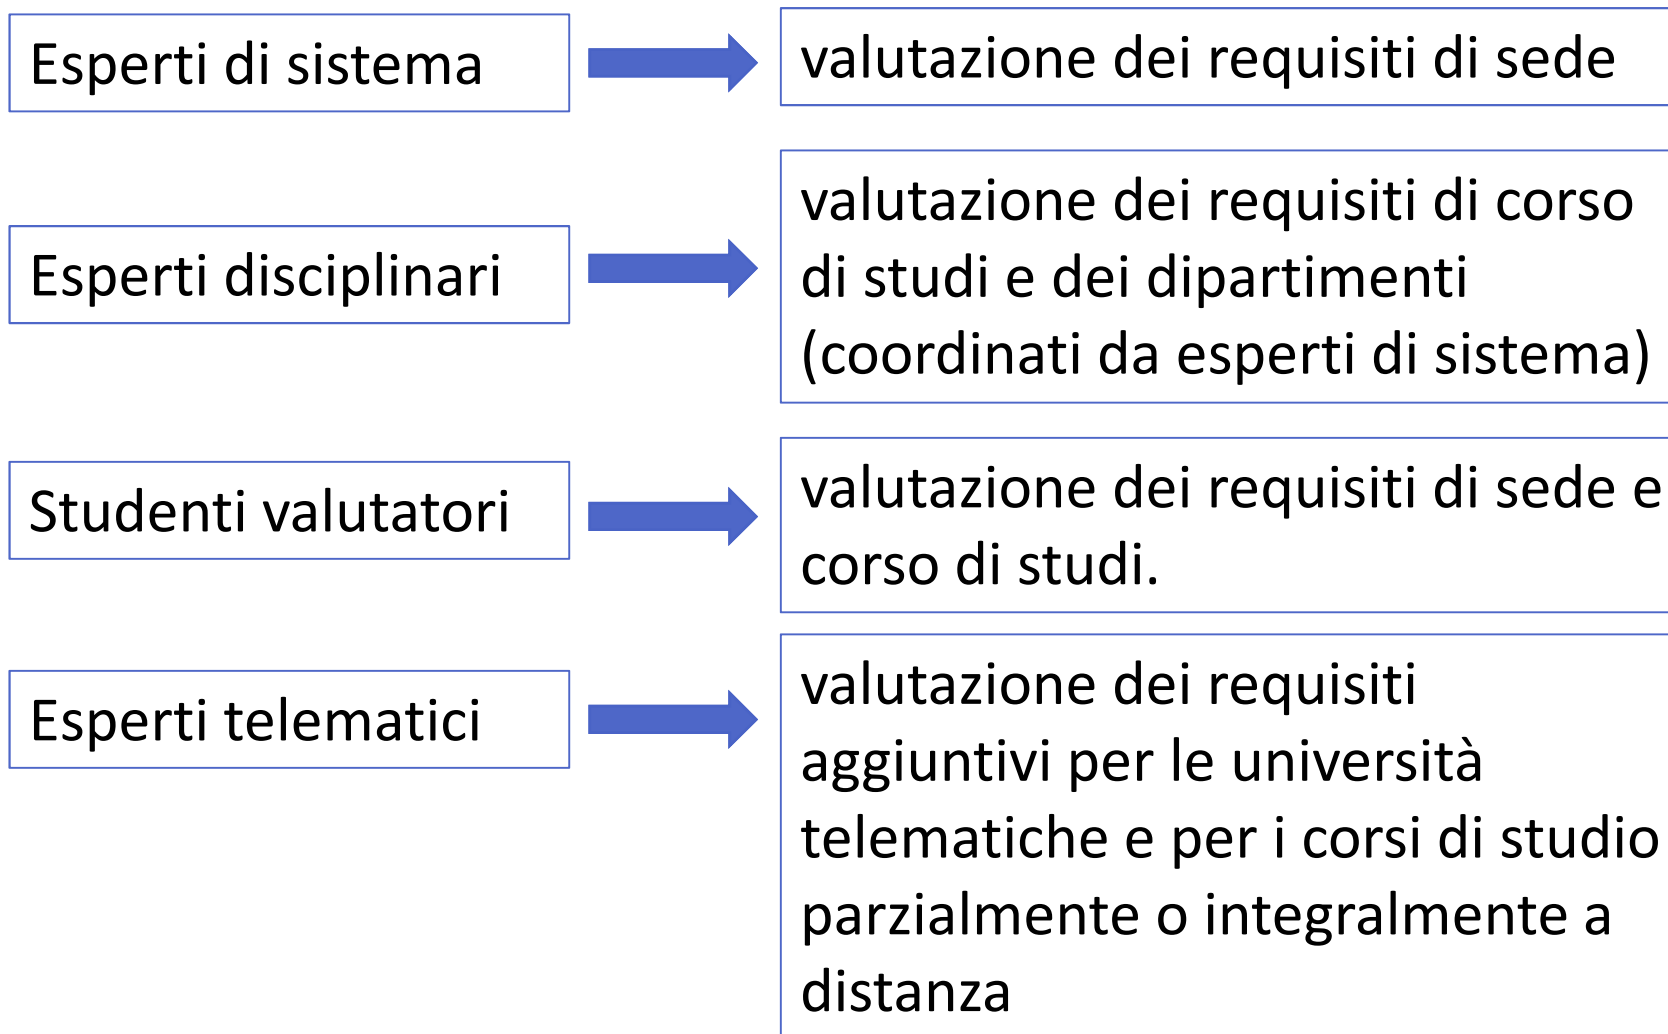 Esperti di sistema
valutazione dei requisiti di sede
Esperti disciplinari
valutazione dei requisiti di corso
di studi e dei dipartimenti
(coordinati da esperti di sistema)
Studenti valutatori
valutazione dei requisiti di sede e
corso di studi.
Esperti telematici
valutazione dei requisiti
aggiuntivi per le università
telematiche e per i corsi di studio
parzialmente o integralmente a
distanza